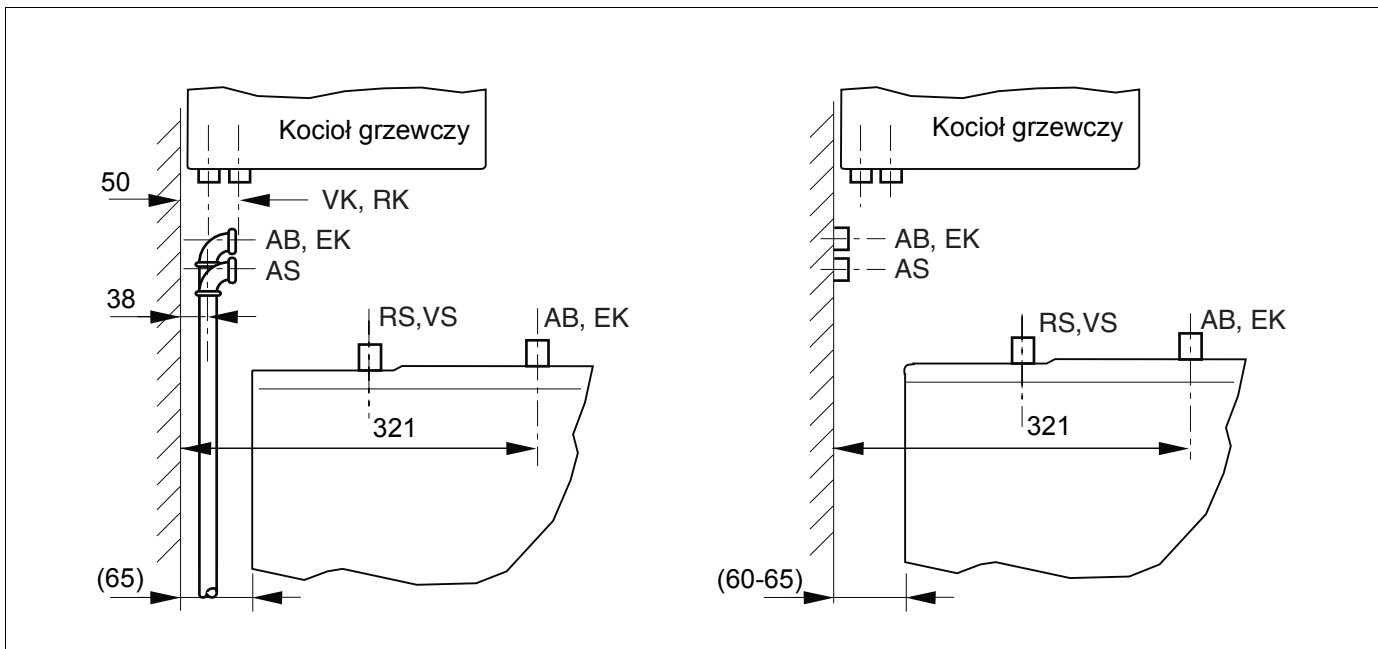 Kocioł grzewczy
50
VK, RK
AB, EK
AS
38
RS,VS
AB, EK
321
(65)
Kocioł grzewczy
AB, EK
AS
RS,VS
AB, EK
321
(60-65)